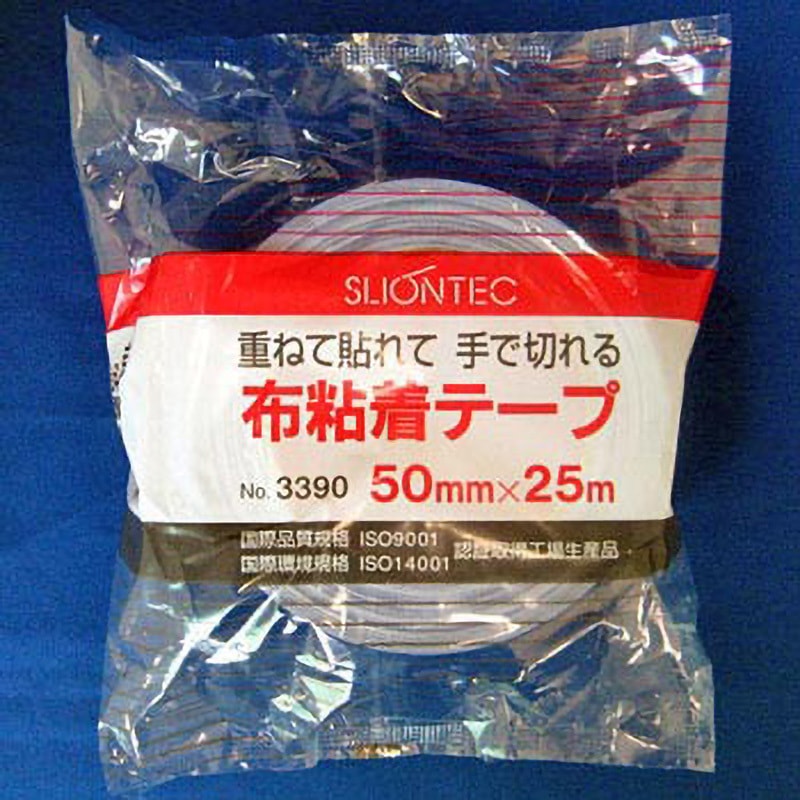 SLIONTEC
重ねて貼れて 手で切れる
布粘着テープ
No. 3390 50mm×25m
国際品質規格 ISO9001
国際環境規格 ISO14001 認証取得工場生産品